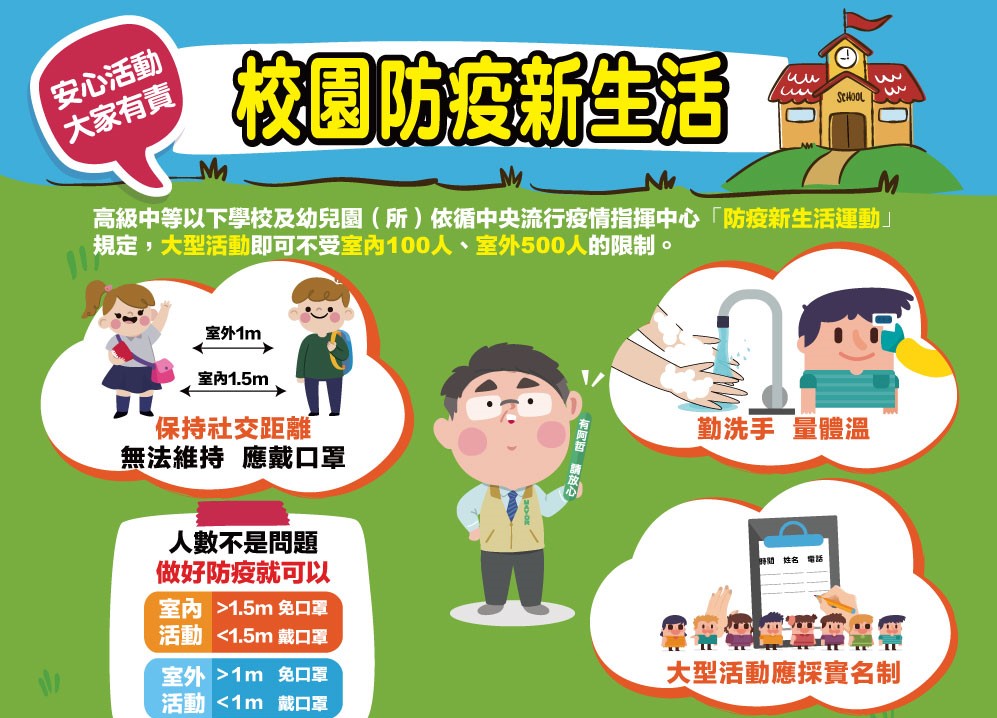 安心活動
大家有責
校園防疫新生活
SCHOOL
高級中等以下學校及幼兒園（所）依循中央流行疫情指揮中心「防疫新生活運動」
規定，大型活動即可不受室內100人、室外500人的限制。
室外1m
室內1.5m
保持社交距離
無法維持 應戴口罩
有阿哲 請放心
MAYOR
勤洗手 量體溫
人數不是問題
做好防疫就可以
室內活動
>1.5m 免口罩
<1.5m 戴口罩
室外活動
>1m 免口罩
<1m 戴口罩
時間 姓名 電話
大型活動應採實名制